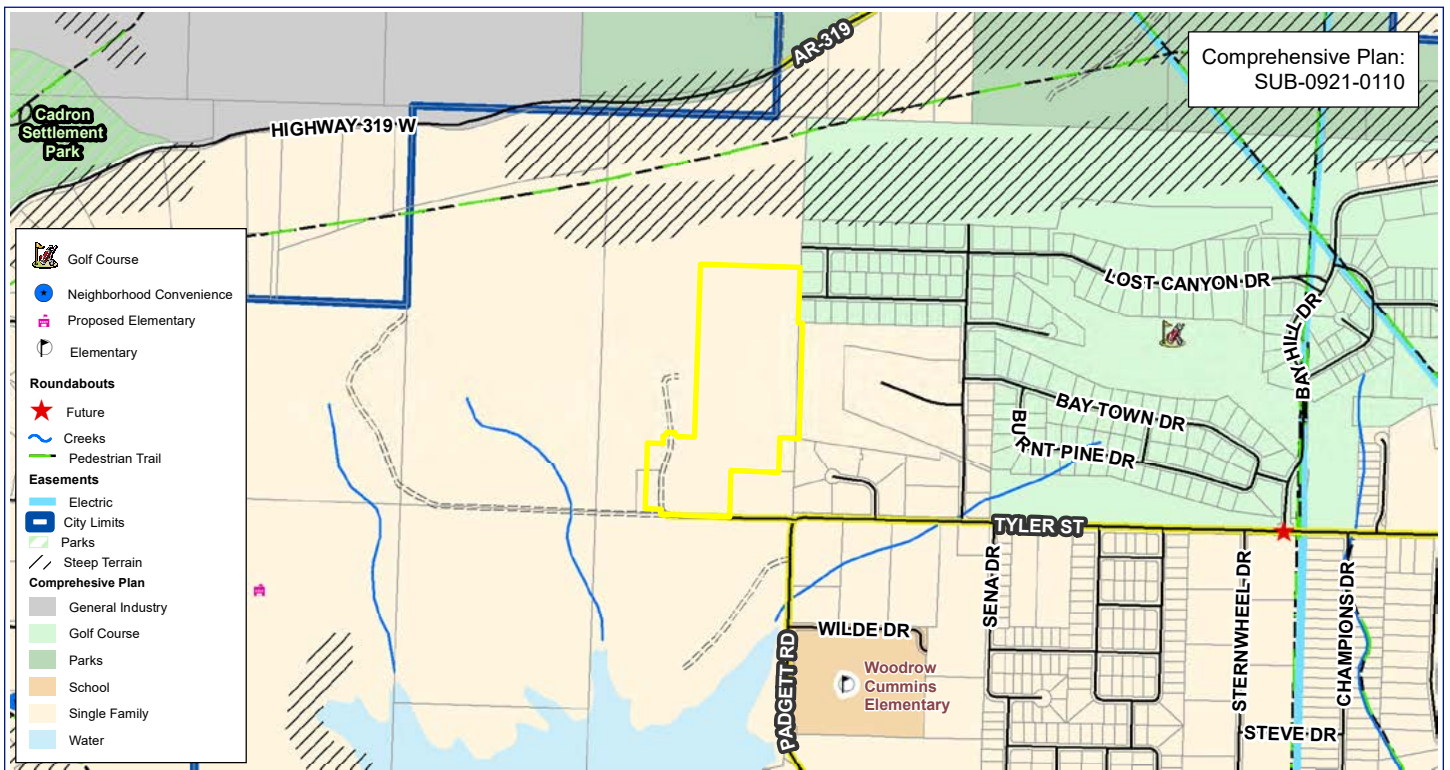 Comprehensive Plan:
SUB-0921-0110
AR-319
Cadron
Settlement
Park
HIGHWAY 319 W
Golf Course
Neighborhood Convenience
Proposed Elementary
Elementary
Roundabouts
Future
Creeks
Pedestrian Trail
Easements
Electric
City Limits
Parks
Steep Terrain
Comprehesive Plan
General Industry
Golf Course
Parks
School
Single Family
Water
LOST CANYON DR
BAY HILL DR
BAY TOWN DR
BURNT PINE DR
TYLER ST
SENA DR
STERNWHEEL DR
CHAMPIONS DR
WILDE DR
PADGETT RD
Woodrow
Cummins
Elementary
STEVE DR